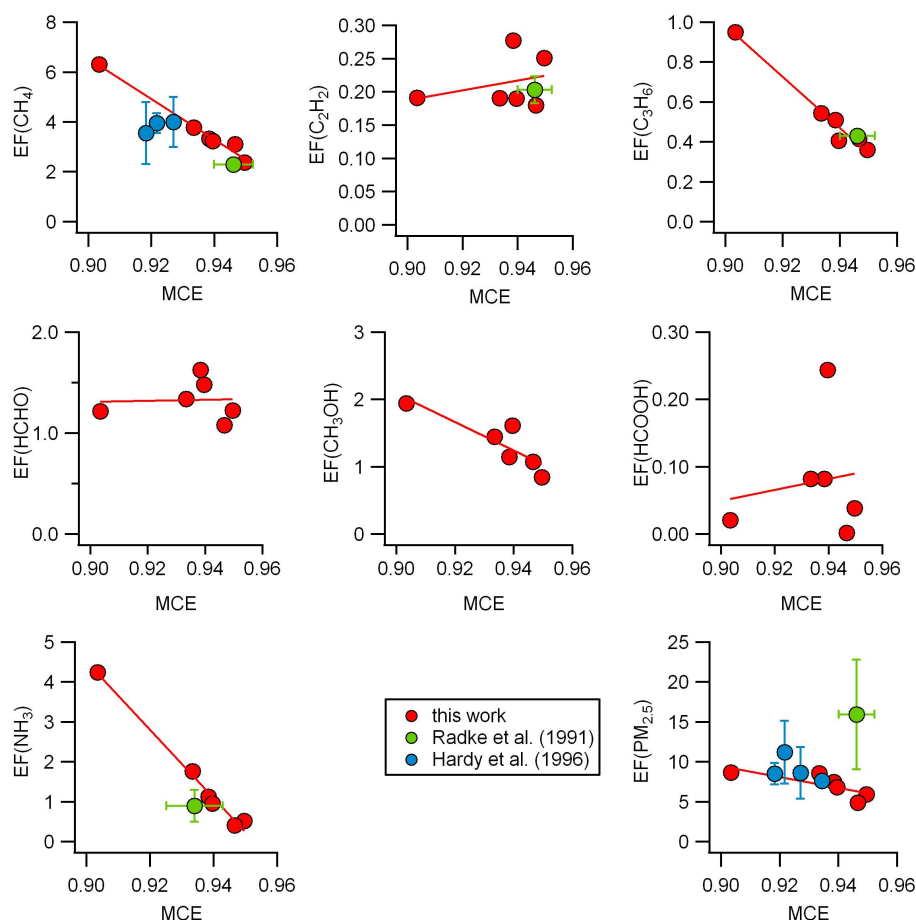 EF(CH4)
8
6
4
2
0
0.90 0.92 0.94 0.96
MCE
EF(C2H2)
0.30
0.25
0.20
0.15
0.10
0.05
0.00
0.90 0.92 0.94 0.96
MCE
EF(C3H6)
1.0
0.8
0.6
0.4
0.2
0.0
0.90 0.92 0.94 0.96
MCE
EF(HCHO)
2.0
1.0
0.0
0.90 0.92 0.94 0.96
MCE
EF(CH3OH)
3
2
1
0
0.90 0.92 0.94 0.96
MCE
EF(HCOOH)
0.30
0.20
0.10
0.00
0.90 0.92 0.94 0.96
MCE
EF(NH3)
5
4
3
2
1
0
0.90 0.92 0.94 0.96
MCE
this work
Radke et al. (1991)
Hardy et al. (1996)
EF(PM2.5)
25
20
15
10
5
0
0.90 0.92 0.94 0.96
MCE